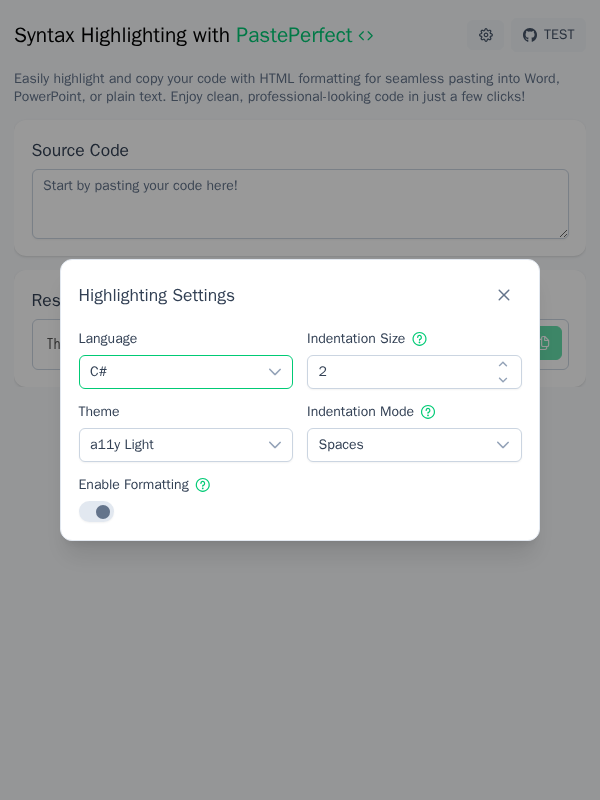 Syntax Highlighting with PastePerfect <>
TEST
Easily highlight and copy your code with HTML formatting for seamless pasting into Word,
PowerPoint, or plain text. Enjoy clean, professional-looking code in just a few clicks!
Source Code
Start by pasting your code here!
Res
Th
Highlighting Settings
Language
Indentation Size
C#
2
Theme
Indentation Mode
a11y Light
Spaces
Enable Formatting